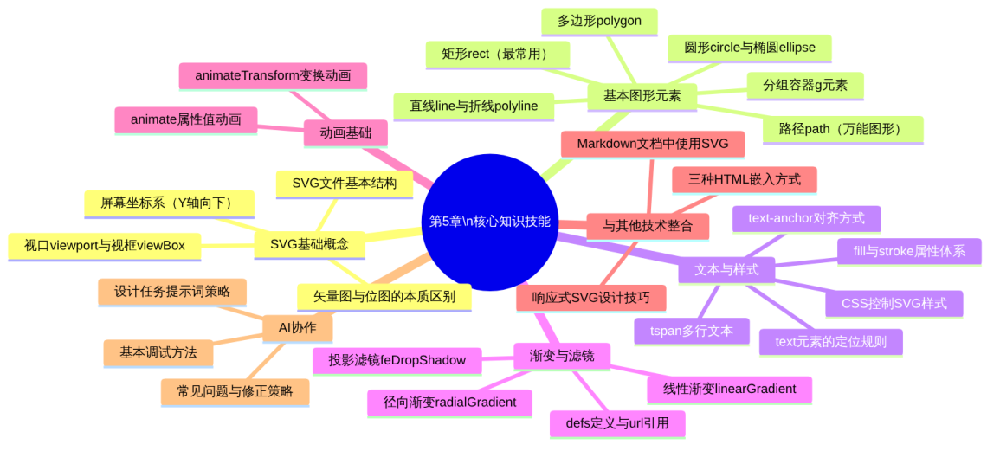 多边形polygon
圆形circle与椭圆ellipse
矩形rect（最常用）
animateTransform变换动画
分组容器g元素
基本图形元素
直线line与折线polyline
animate属性值动画
路径path（万能图形）
动画基础
Markdown文档中使用SVG
三种HTML嵌入方式
SVG文件基本结构
屏幕坐标系（Y轴向下）
text-anchor对齐方式
第5章\n核心知识技能
与其他技术整合
视口viewport与视框viewBox
SVG基础概念
fill与stroke属性体系
文本与样式
设计任务提示词策略
矢量图与位图的本质区别
响应式SVG设计技巧
CSS控制SVG样式
AI协作
tspan多行文本
text元素的定位规则
基本调试方法
投影滤镜feDropShadow
渐变与滤镜
常见问题与修正策略
线性渐变linearGradient
径向渐变radialGradient
defs定义与url引用